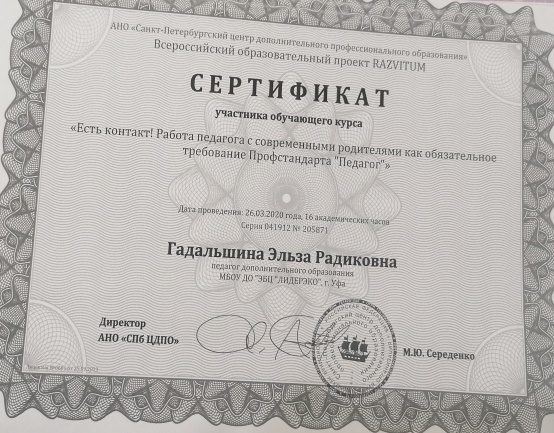 АНО «Санкт-Петербургский центр дополнительного профессионального образования»
Всероссийский образовательный проект RAZVITUM
СЕРТИФИКАТ
участника обучающего курса
«Есть контакт! Работа педагога с современными родителями как обязательное
требование Профстандарта "Педагог"»
Дата проведения: 26.03.2020 года, 16 академических часов
Серия 041912 № 205871
Гадальшина Эльза Радиковна
педагог дополнительного образования
МБОУ ДО "ЭБЦ "ЛИДЕРЭКО", г. Уфа
Директор
АНО «СПб ЦДПО»
М.Ю. Середенко